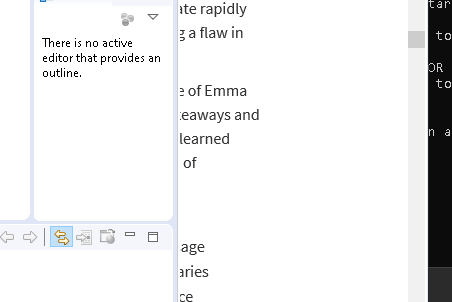 There is no active
editor that provides an
outline.
ate rapidly
g a flaw in
e of Emma
teaways and
learned
of
age
aries
ce
tar
to
OR
to
n a